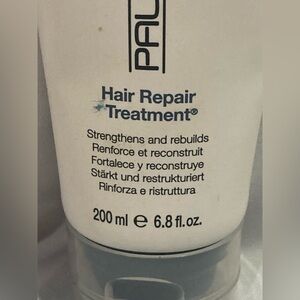 PAU
Hair Repair
Treatment®
Strengthens and rebuilds
Renforce et reconstruit
Fortalece y reconstruye
Stärkt und restrukturiert
Rinforza e ristruttura
200 ml ℮ 6.8 fl.oz.